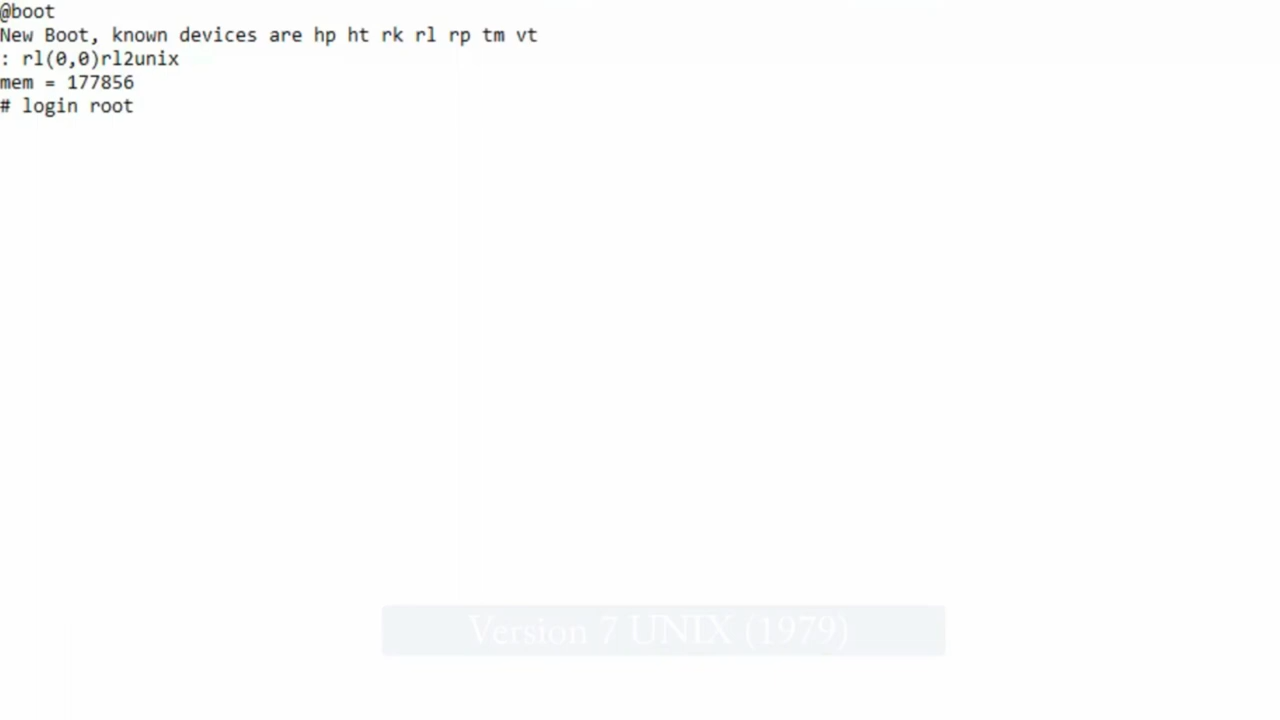 @boot
New Boot, known devices are hp ht rk rl rp tm vt
: rl(0,0)rl2unix
mem = 177856
# login root
Version 7 UNIX (1979)